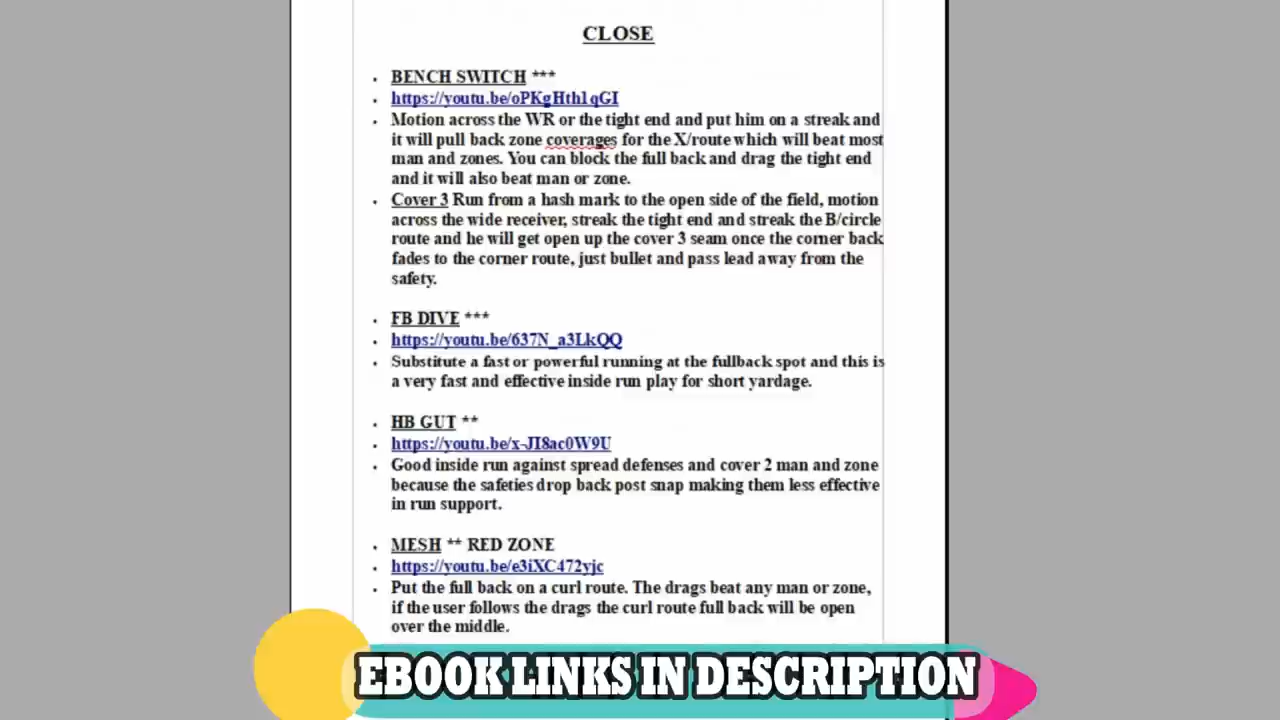 CLOSE
BENCH SWITCH ***
https://youtu.be/oPKgHth1qGI
Motion across the WR or the tight end and put him on a streak and
it will pull back zone coverages for the X/route which will beat most
man and zones. You can block the full back and drag the tight end
and it will also beat man or zone.
Cover 3 Run from a hash mark to the open side of the field, motion
across the wide receiver, streak the tight end and streak the B/circle
route and he will get open up the cover 3 seam once the corner back
fades to the corner route, just bullet and pass lead away from the
safety.
FB DIVE ***
https://youtu.be/637N_a3LkQQ
Substitute a fast or powerful running at the fullback spot and this is
a very fast and effective inside run play for short yardage.
HB GUT **
https://youtu.be/x-JI8ac0W9U
Good inside run against spread defenses and cover 2 man and zone
because the safeties drop back post snap making them less effective
in run support.
MESH ** RED ZONE
https://youtu.be/e3iXC472yjc
Put the full back on a curl route. The drags beat any man or zone,
if the user follows the drags the curl route full back will be open
over the middle.
EBOOK LINKS IN DESCRIPTION